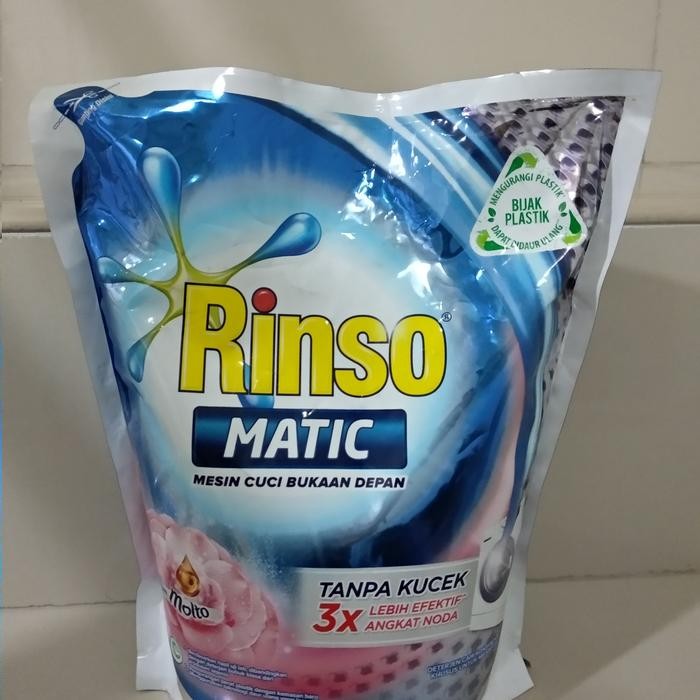 MENGURANGI PLASTIK
BIJAK
PLASTIK
DAPAT DIDAUR ULANG
Rinso®
MATIC
MESIN CUCI BUKAAN DEPAN
Molto
TANPA KUCEK
3x LEBIH EFEKTIF
ANGKAT NODA